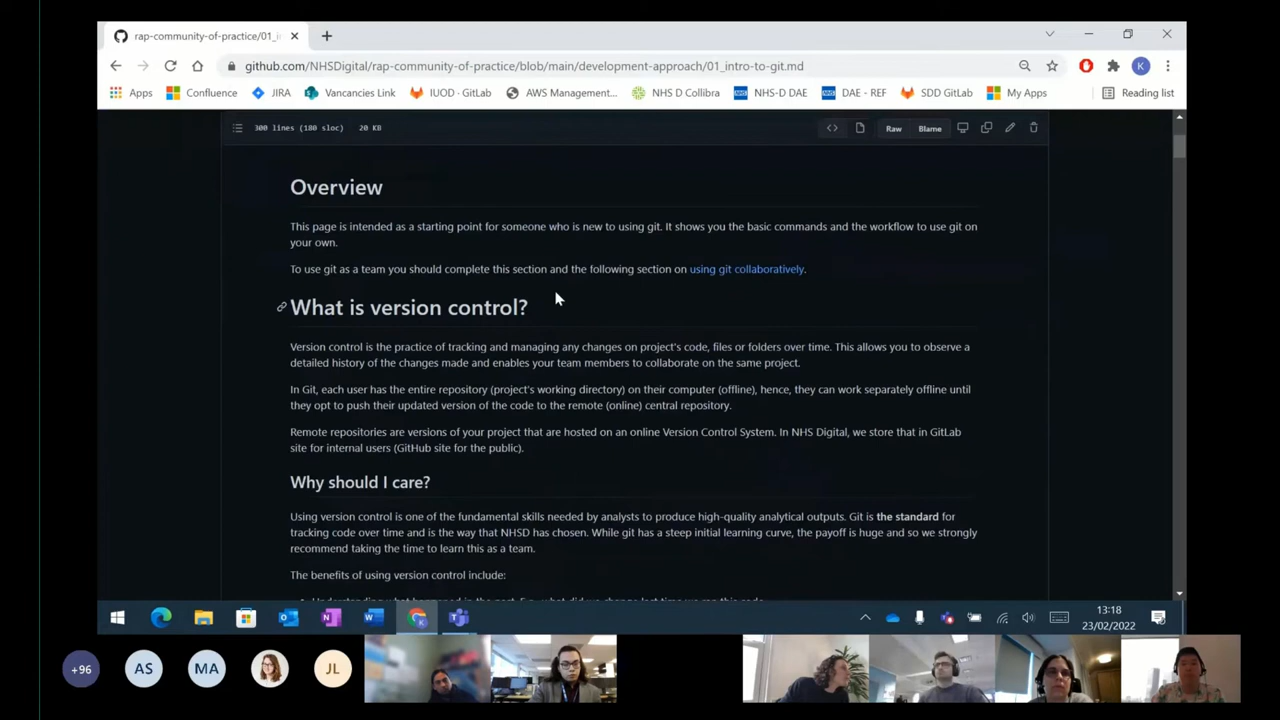 rap-community-of-practice/01_i
github.com/NHSDigital/rap-community-of-practice/blob/main/development-approach/01_intro-to-git.md
K
Apps Confluence JIRA Vacancies Link IUOD · GitLab AWS Management... NHS D Collibra NHS-D DAE DAE - REF SDD GitLab My Apps Reading list
300 lines (180 sloc) 20 KB Raw Blame
Overview
This page is intended as a starting point for someone who is new to using git. It shows you the basic commands and the workflow to use git on
your own.
To use git as a team you should complete this section and the following section on using git collaboratively.
What is version control?
Version control is the practice of tracking and managing any changes on project's code, files or folders over time. This allows you to observe a
detailed history of the changes made and enables your team members to collaborate on the same project.
In Git, each user has the entire repository (project's working directory) on their computer (offline), hence, they can work separately offline until
they opt to push their updated version of the code to the remote (online) central repository.
Remote repositories are versions of your project that are hosted on an online Version Control System. In NHS Digital, we store that in GitLab
site for internal users (GitHub site for the public).
Why should I care?
Using version control is one of the fundamental skills needed by analysts to produce high-quality analytical outputs. Git is the standard for
tracking code over time and is the way that NHSD has chosen. While git has a steep initial learning curve, the payoff is huge and so we strongly
recommend taking the time to learn this as a team.
The benefits of using version control include:
13:18
23/02/2022
+96 AS MA JL